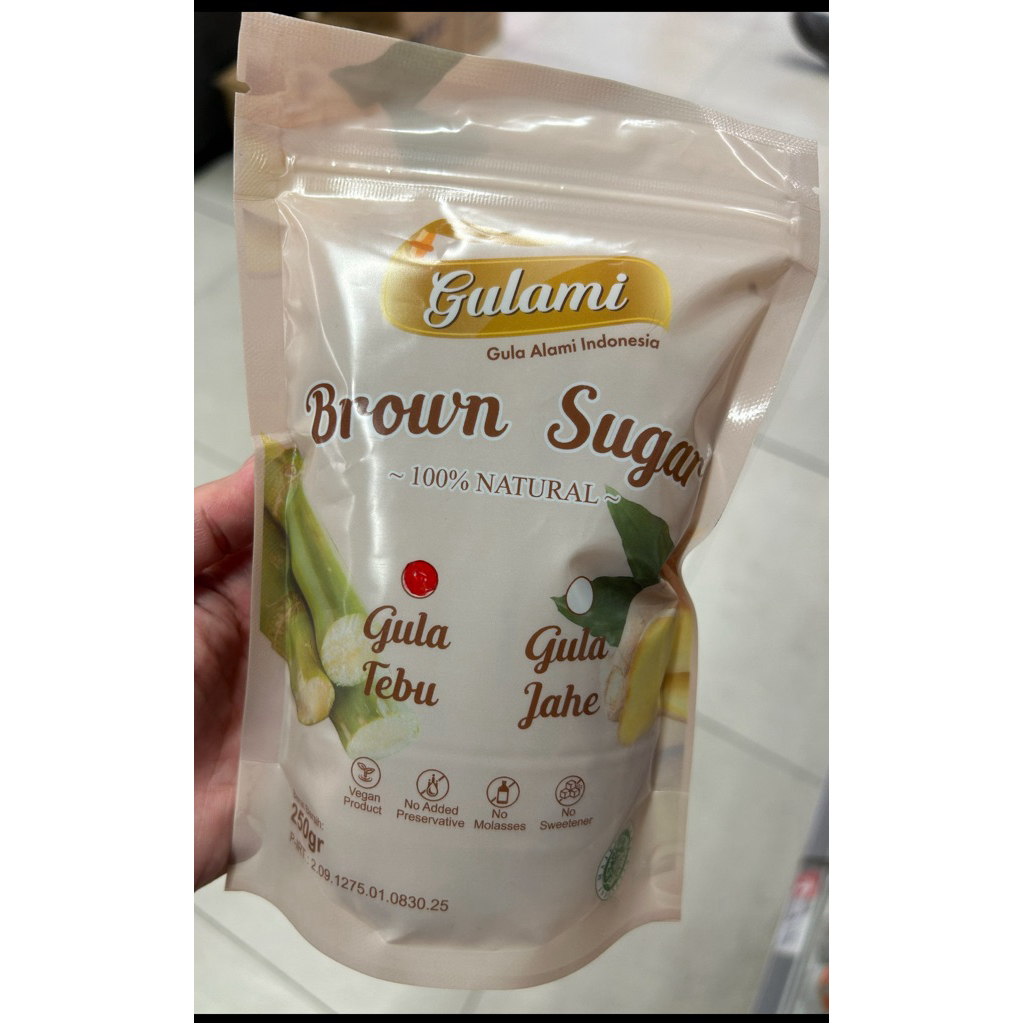 Gulami
Gula Alami Indonesia
Brown Sugar
~ 100% NATURAL ~
Gula
Tebu
Gula
Jahe
Vegan
Product
No Added
Preservative
No
Molasses
No
Sweetener
250gr
P-IRT : 2.09.1275.01.0830.25